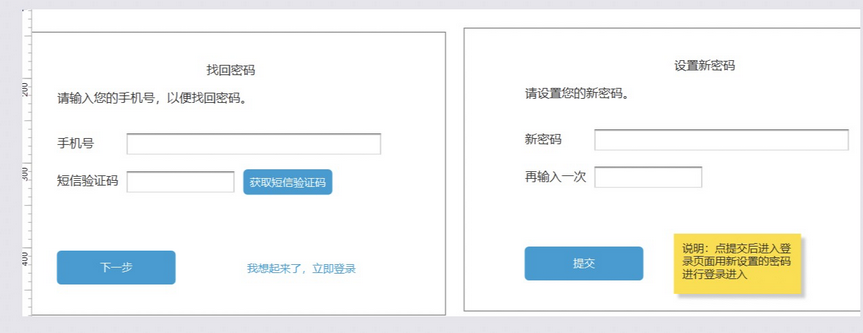 找回密码
请输入您的手机号，以便找回密码。
手机号
短信验证码
获取短信验证码
下一步
我想起来了，立即登录
设置新密码
请设置您的新密码。
新密码
再输入一次
提交
说明：点提交后进入登
录页面用新设置的密码
进行登录进入
200
300
400